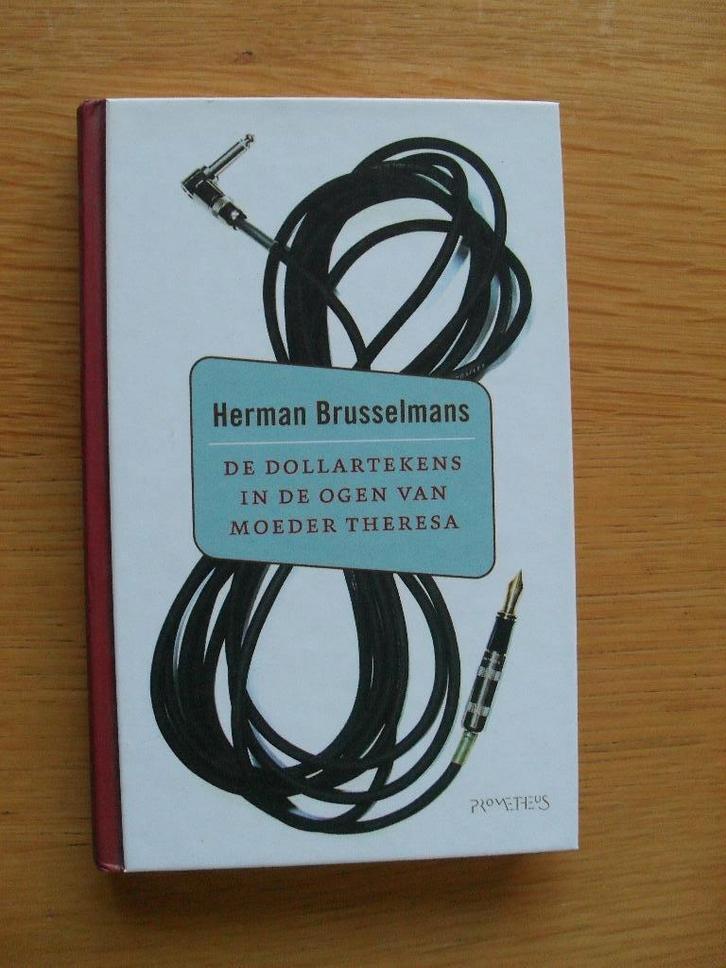 Herman Brusselmans
DE DOLLARTEKENS
IN DE OGEN VAN
MOEDER THERESA
PROMETHEUS